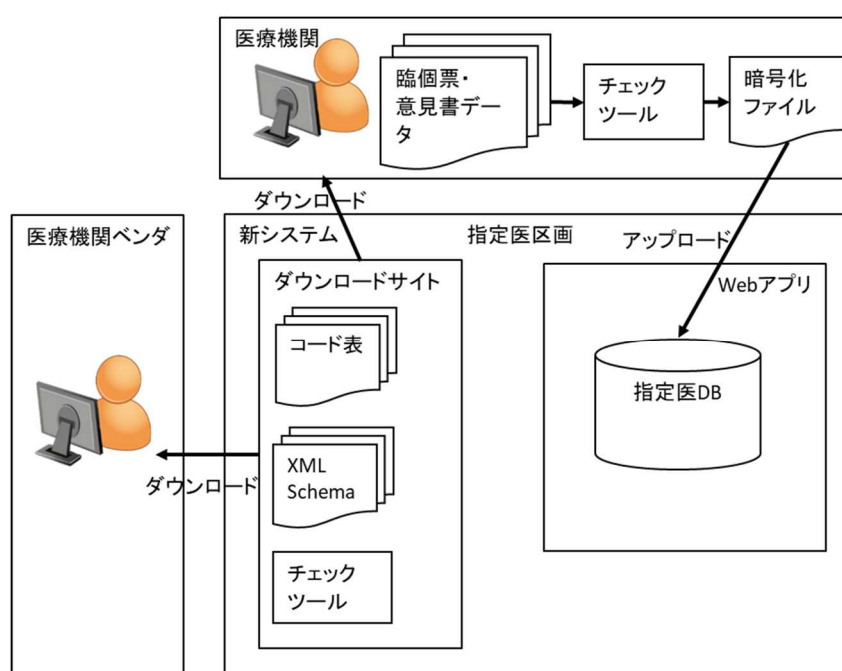 医療機関
臨個票・
意見書デー
タ
チェック
ツール
暗号化
ファイル
ダウンロード
医療機関ベンダ
新システム
指定医区画
アップロード
ダウンロードサイト
Webアプリ
コード表
指定医DB
XML
Schema
ダウンロード
チェック
ツール